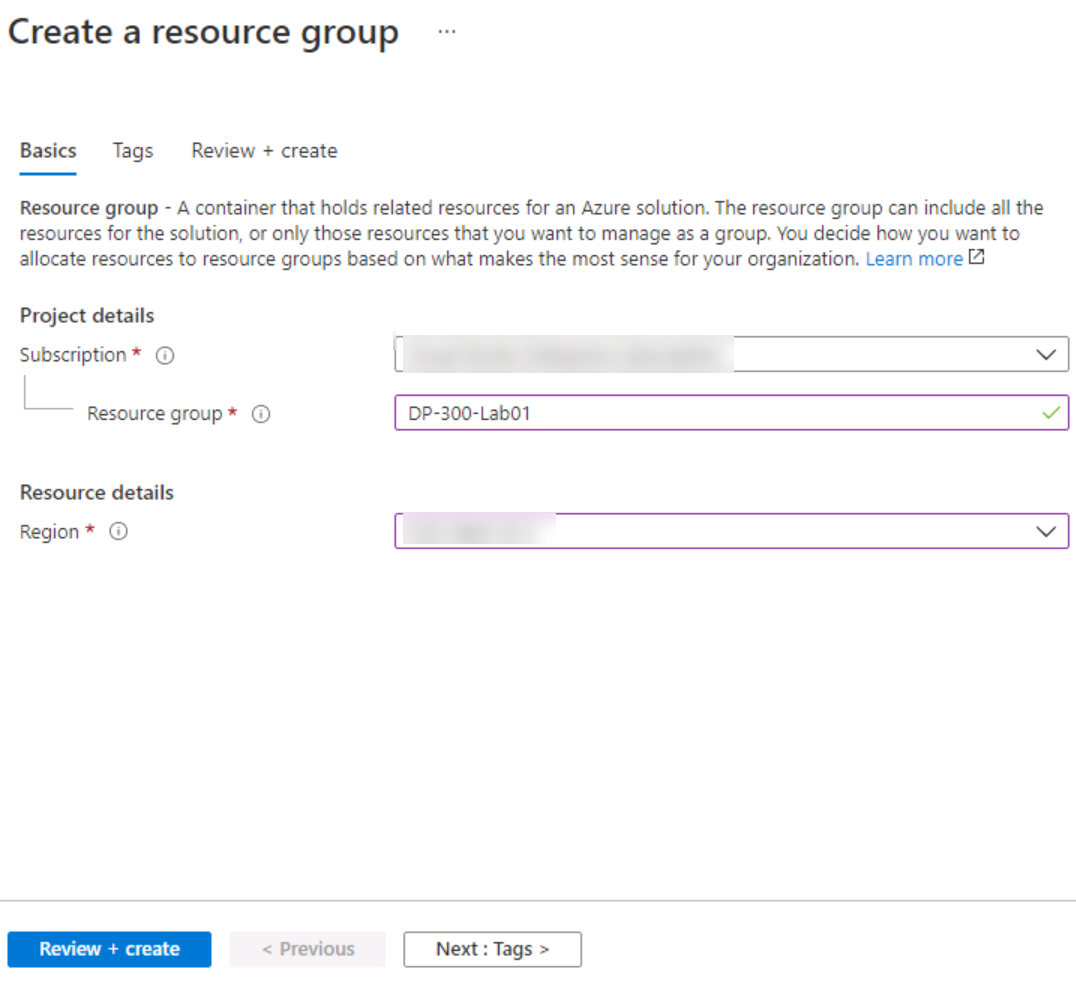 Create a resource group ...
Basics Tags Review + create
Resource group - A container that holds related resources for an Azure solution. The resource group can include all the
resources for the solution, or only those resources that you want to manage as a group. You decide how you want to
allocate resources to resource groups based on what makes the most sense for your organization. Learn more
Project details
Subscription *
Resource group * DP-300-Lab01
Resource details
Region *
Review + create < Previous Next : Tags >